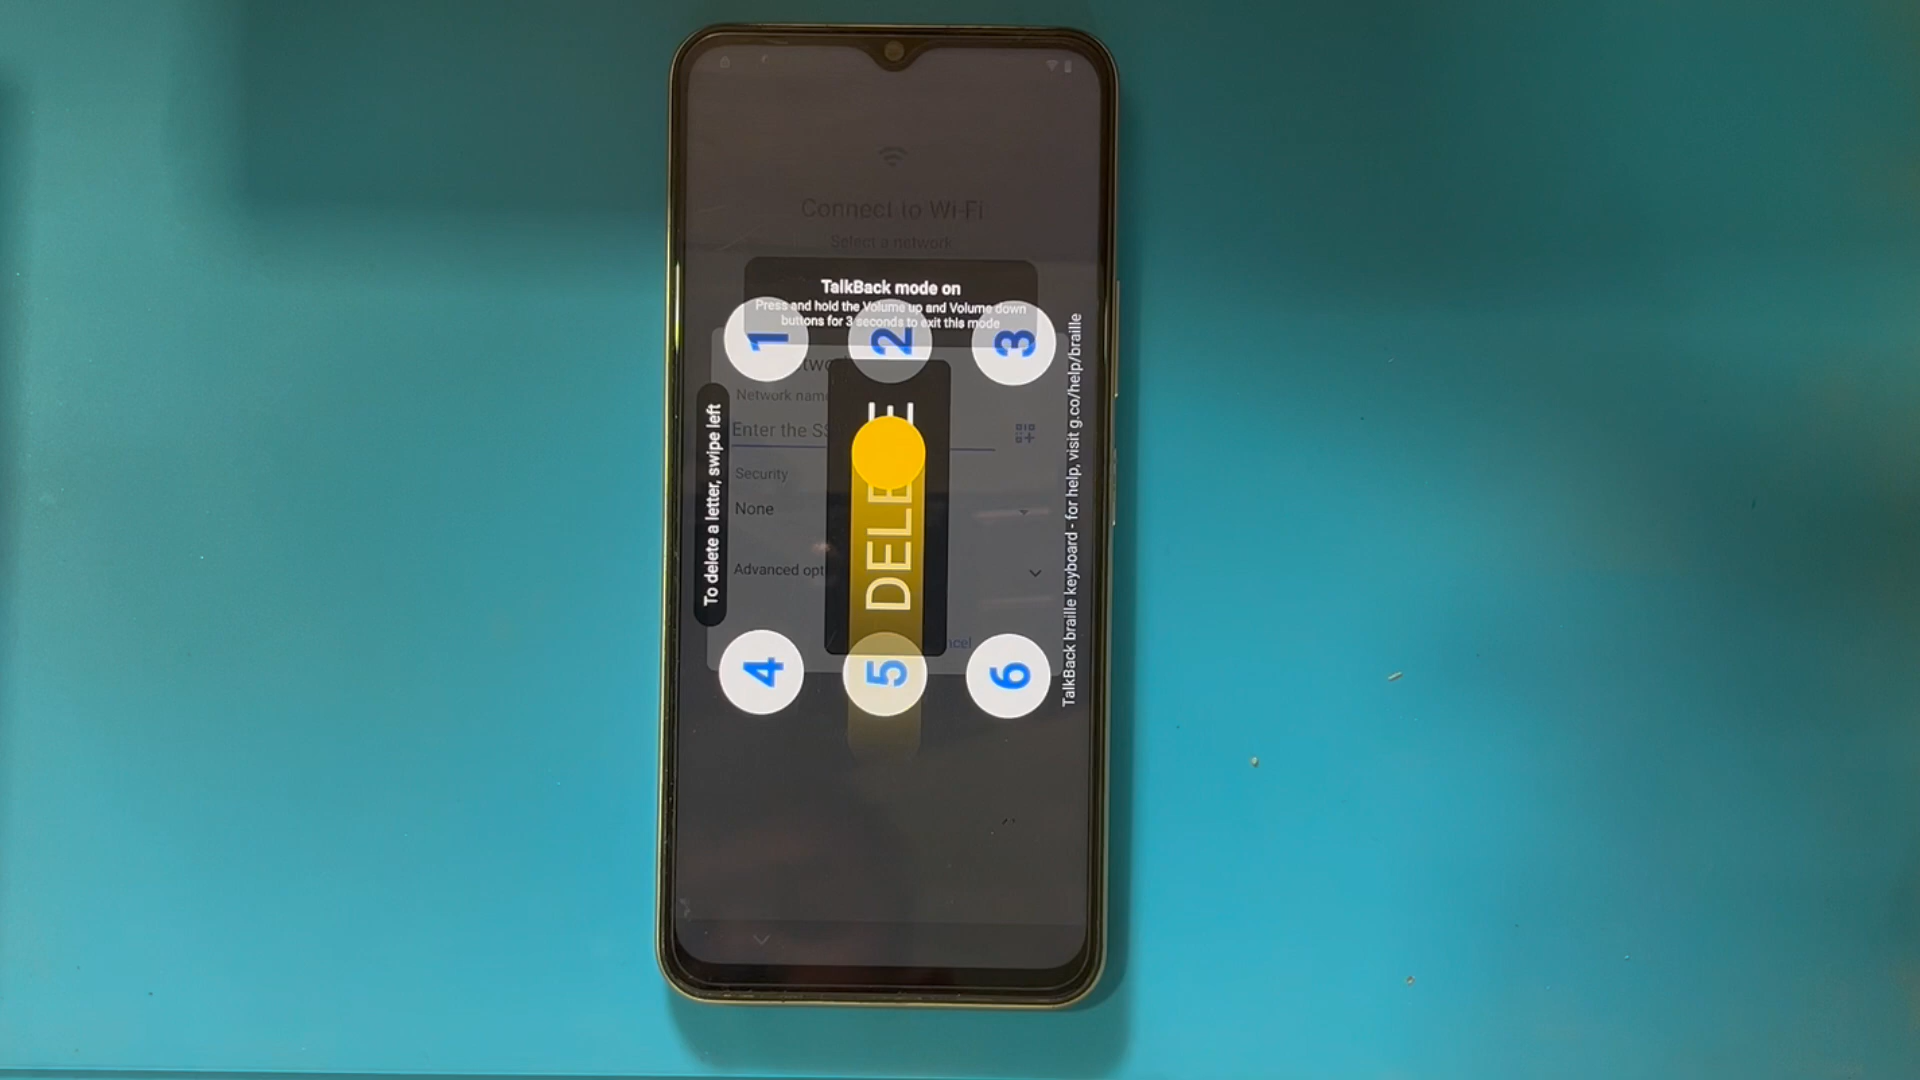 Connect to Wi-Fi
Select a network
TalkBack mode on
Press and hold the Volume up and Volume down
buttons for 3 seconds to exit this mode
1
2
3
Network name
Enter the SS
Security
None
Advanced opt
ncel
DELETE
To delete a letter, swipe left
4
5
6
TalkBack braille keyboard - for help, visit g.co/help/braille